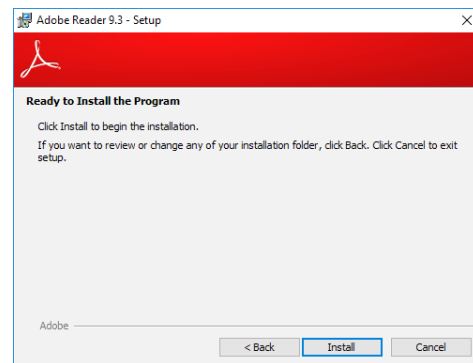 Adobe Reader 9.3 - Setup
Ready to Install the Program
Click Install to begin the installation.
If you want to review or change any of your installation folder, click Back. Click Cancel to exit
setup.
Adobe
< Back Install Cancel